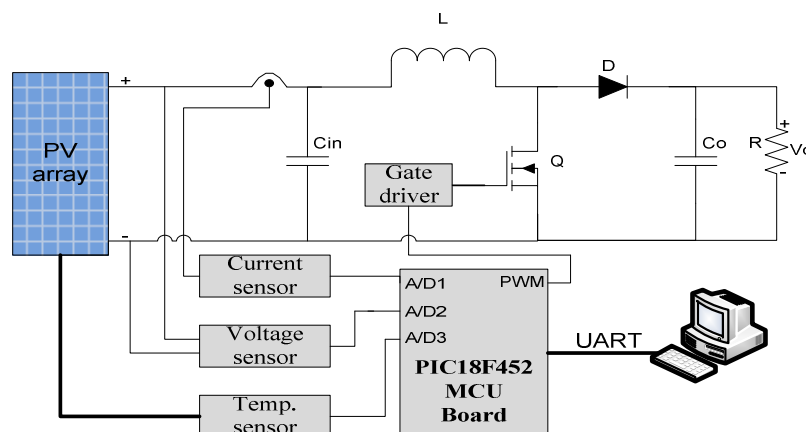 L
+
D
PV
array
Cin
Q
Co
R
+
Vo
-
Gate
driver
-
Current
sensor
A/D1
PWM
Voltage
sensor
A/D2
A/D3
PIC18F452
MCU
Board
UART
Temp.
sensor